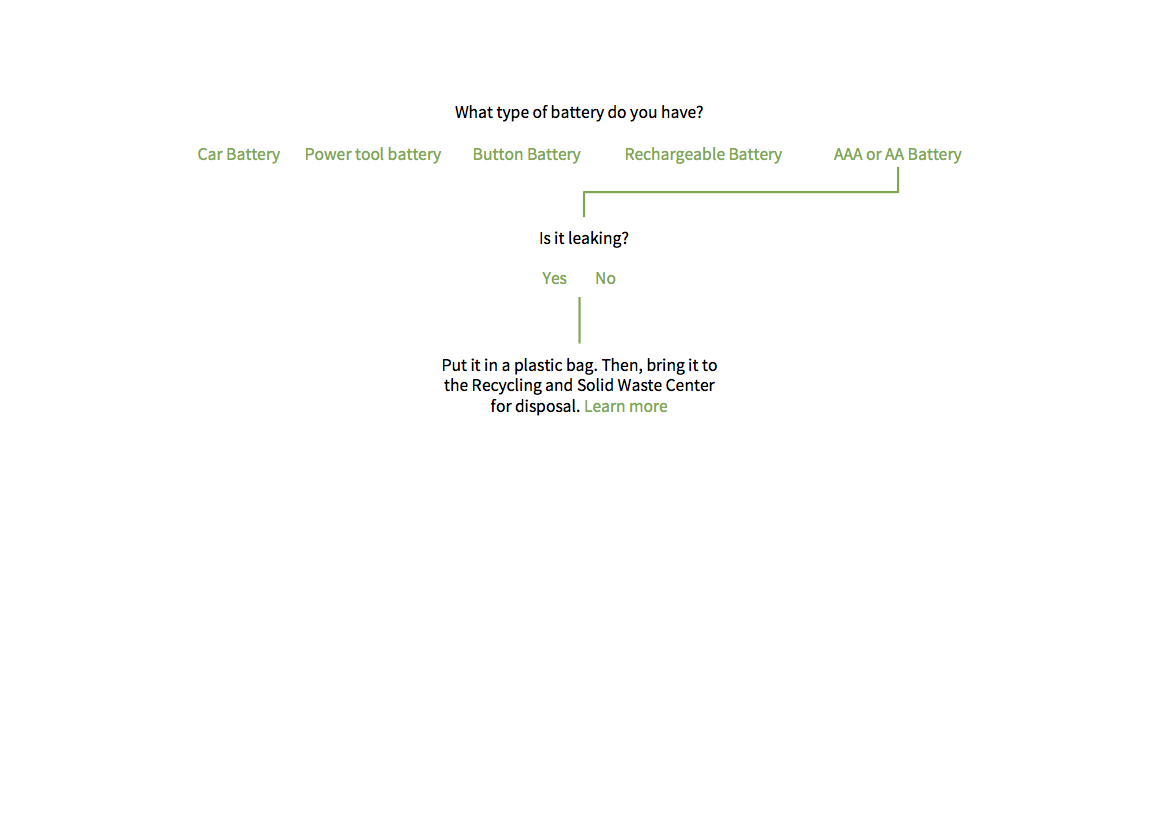 What type of battery do you have?
Car Battery Power tool battery Button Battery Rechargeable Battery AAA or AA Battery
Is it leaking?
Yes No
Put it in a plastic bag. Then, bring it to
the Recycling and Solid Waste Center
for disposal. Learn more